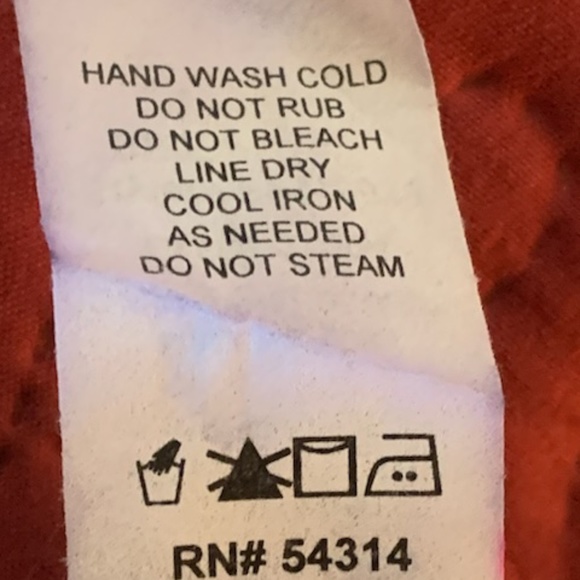 HAND WASH COLD
DO NOT RUB
DO NOT BLEACH
LINE DRY
COOL IRON
AS NEEDED
DO NOT STEAM
RN# 54314